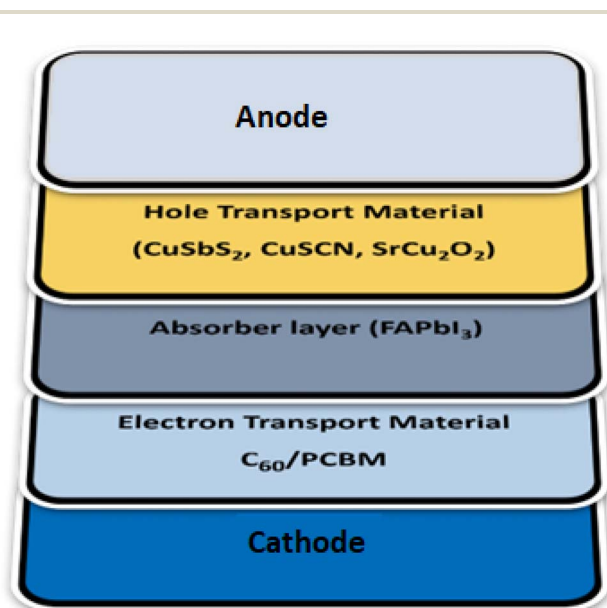 Anode
Hole Transport Material
(CuSbS₂, CuSCN, SrCu₂O₂)
Absorber layer (FAPbI₃)
Electron Transport Material
C₆₀/PCBM
Cathode